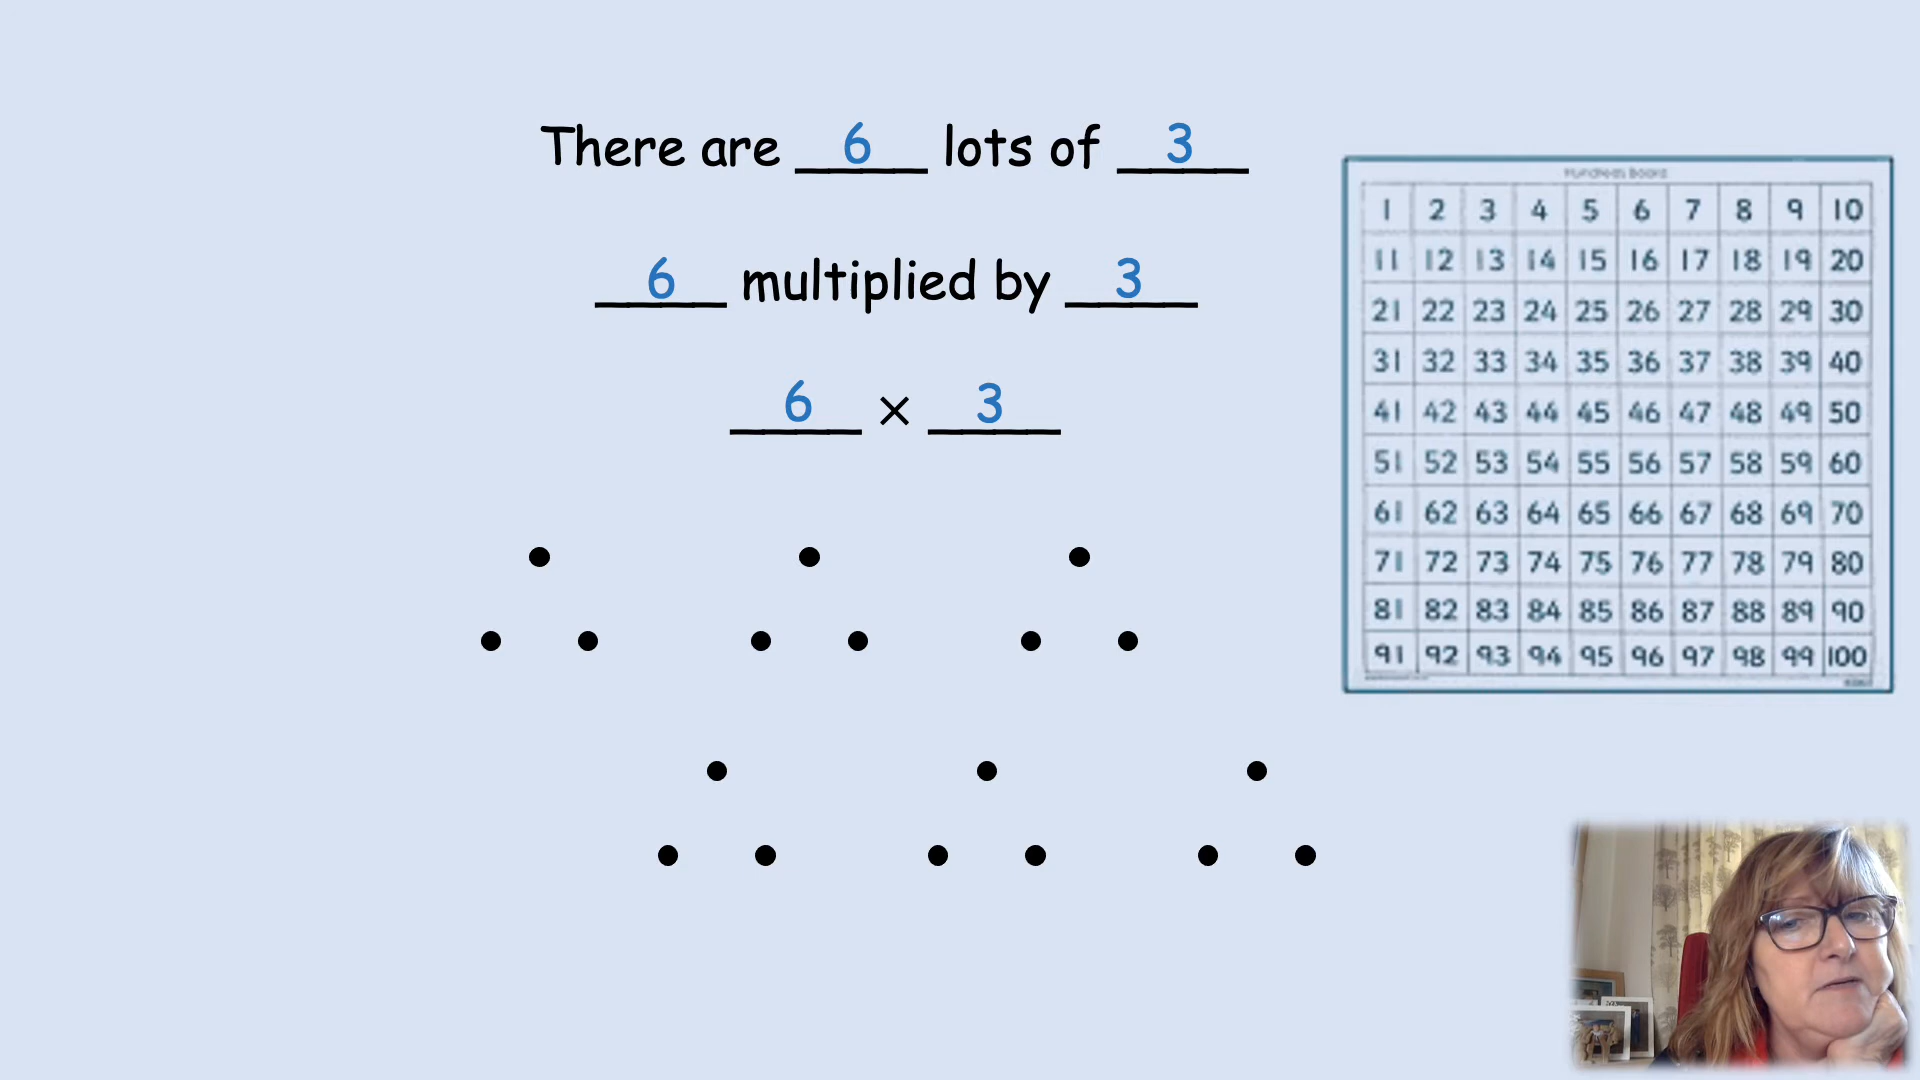 There are 6 lots of 3
6 multiplied by 3
6 × 3
Hundreds Board
1 2 3 4 5 6 7 8 9 10
11 12 13 14 15 16 17 18 19 20
21 22 23 24 25 26 27 28 29 30
31 32 33 34 35 36 37 38 39 40
41 42 43 44 45 46 47 48 49 50
51 52 53 54 55 56 57 58 59 60
61 62 63 64 65 66 67 68 69 70
71 72 73 74 75 76 77 78 79 80
81 82 83 84 85 86 87 88 89 90
91 92 93 94 95 96 97 98 99 100